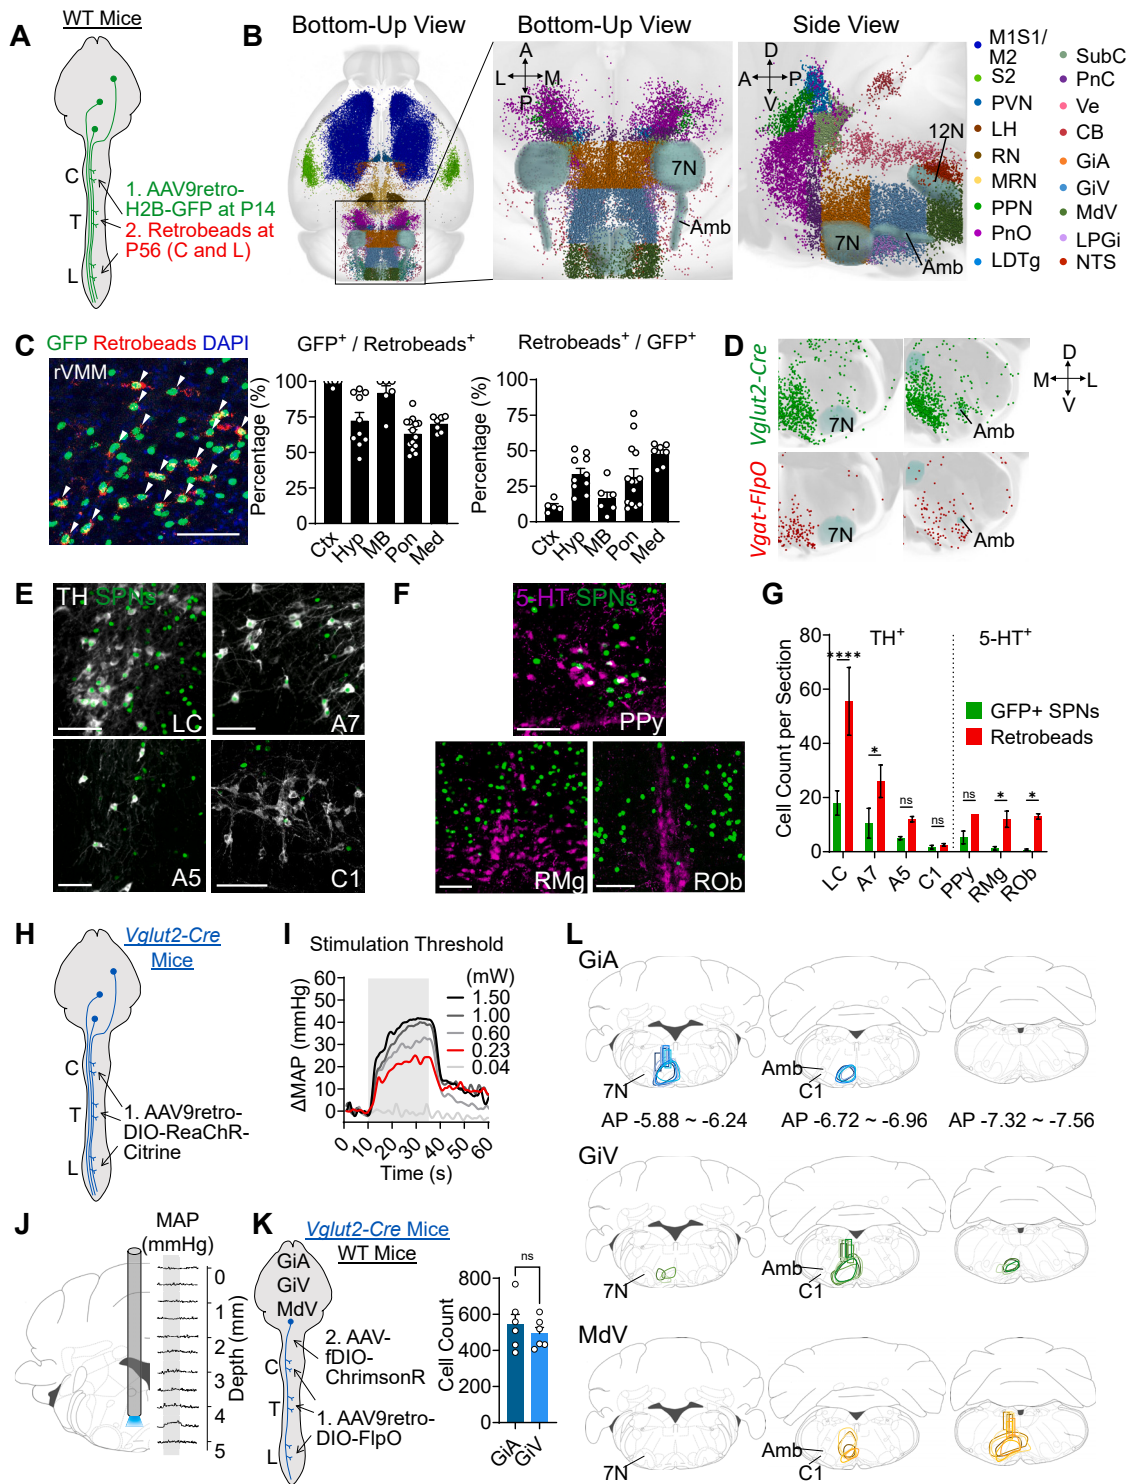 A
WT Mice
C
T
L
1. AAV9retro-
H2B-GFP at P14
2. Retrobeads at
P56 (C and L)
B
Bottom-Up View
Bottom-Up View
Side View
A
L
M
P
7N
Amb
D
A
P
V
12N
7N
Amb
M1S1/
M2
S2
PVN
LH
RN
MRN
PPN
PnO
LDTg
SubC
PnC
Ve
CB
GiA
GiV
MdV
LPGi
NTS
C
GFP Retrobeads DAPI
rVMM
GFP+ / Retrobeads+
Percentage (%)
100
75
50
25
0
Ctx
Hyp
MB
Pon
Med
Retrobeads+ / GFP+
Percentage (%)
100
75
50
25
0
Ctx
Hyp
MB
Pon
Med
D
Vglut2-Cre
7N
Amb
D
M
L
V
Vgat-FlpO
7N
Amb
E
TH SPNs
LC
A7
A5
C1
F
5-HT SPNs
PPy
RMg
ROb
G
Cell Count per Section
80
60
40
20
0
TH+
5-HT+
****
*
ns
ns
ns
*
*
GFP+ SPNs
Retrobeads
LC
A7
A5
C1
PPy
RMg
ROb
H
Vglut2-Cre
Mice
C
T
L
1. AAV9retro-
DIO-ReaChR-
Citrine
I
Stimulation Threshold
ΔMAP (mmHg)
60
50
40
30
20
10
0
(mW)
1.50
1.00
0.60
0.23
0.04
0
10
20
30
40
50
60
Time (s)
J
MAP
(mmHg)
0
1
2
3
4
5
Depth (mm)
K
Vglut2-Cre Mice
WT Mice
GiA
GiV
MdV
C
T
L
2. AAV-
fDIO-
ChrimsonR
1. AAV9retro-
DIO-FlpO
Cell Count
800
600
400
200
0
ns
GiA
GiV
L
GiA
7N
Amb
C1
AP -5.88 ~ -6.24
AP -6.72 ~ -6.96
AP -7.32 ~ -7.56
GiV
7N
Amb
C1
MdV
7N
Amb
C1